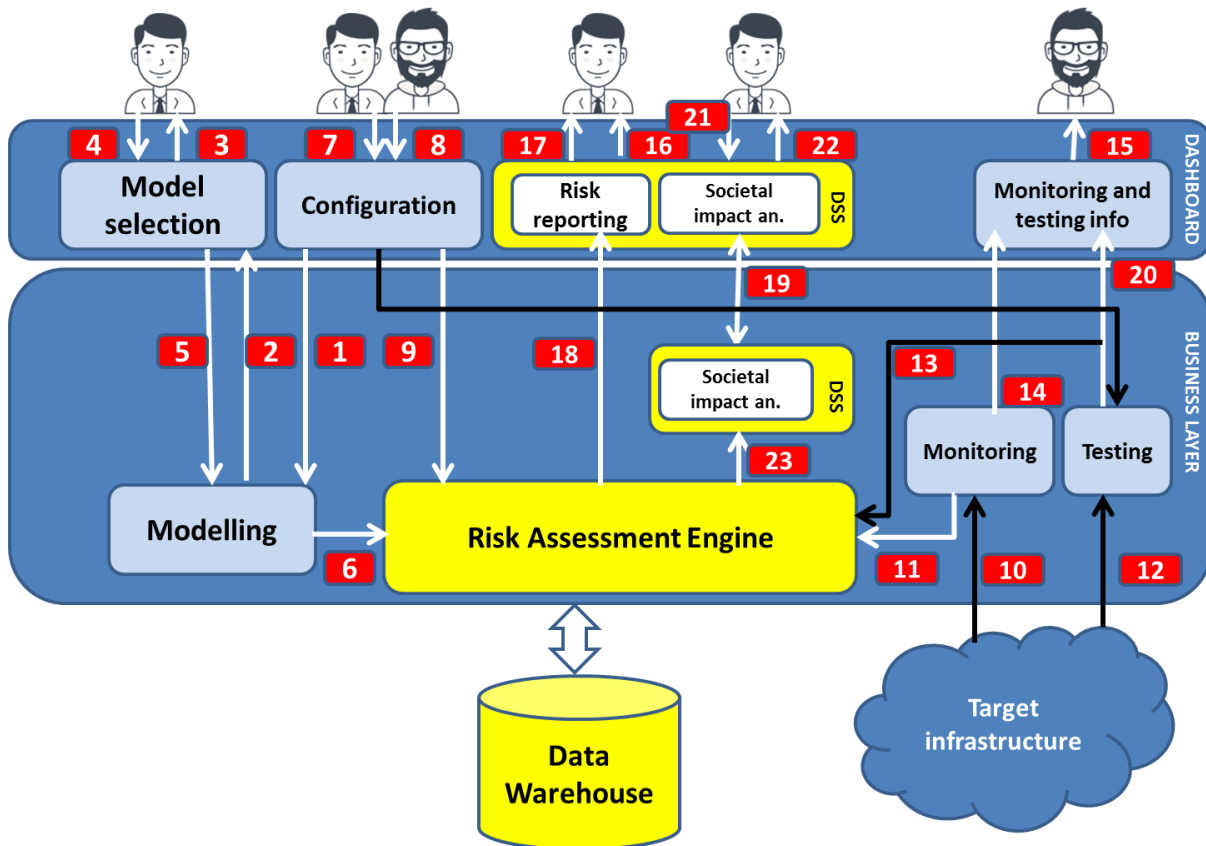 4
3
7
8
17
16
21
22
15
Model
selection
Configuration
Risk
reporting
Societal
impact an.
DSS
Monitoring and
testing info
DASHBOARD
19
20
5
2
1
9
18
13
14
Societal
impact an.
DSS
23
Monitoring
Testing
BUSINESS LAYER
Modelling
6
Risk Assessment Engine
11
10
12
Data
Warehouse
Target
infrastructure